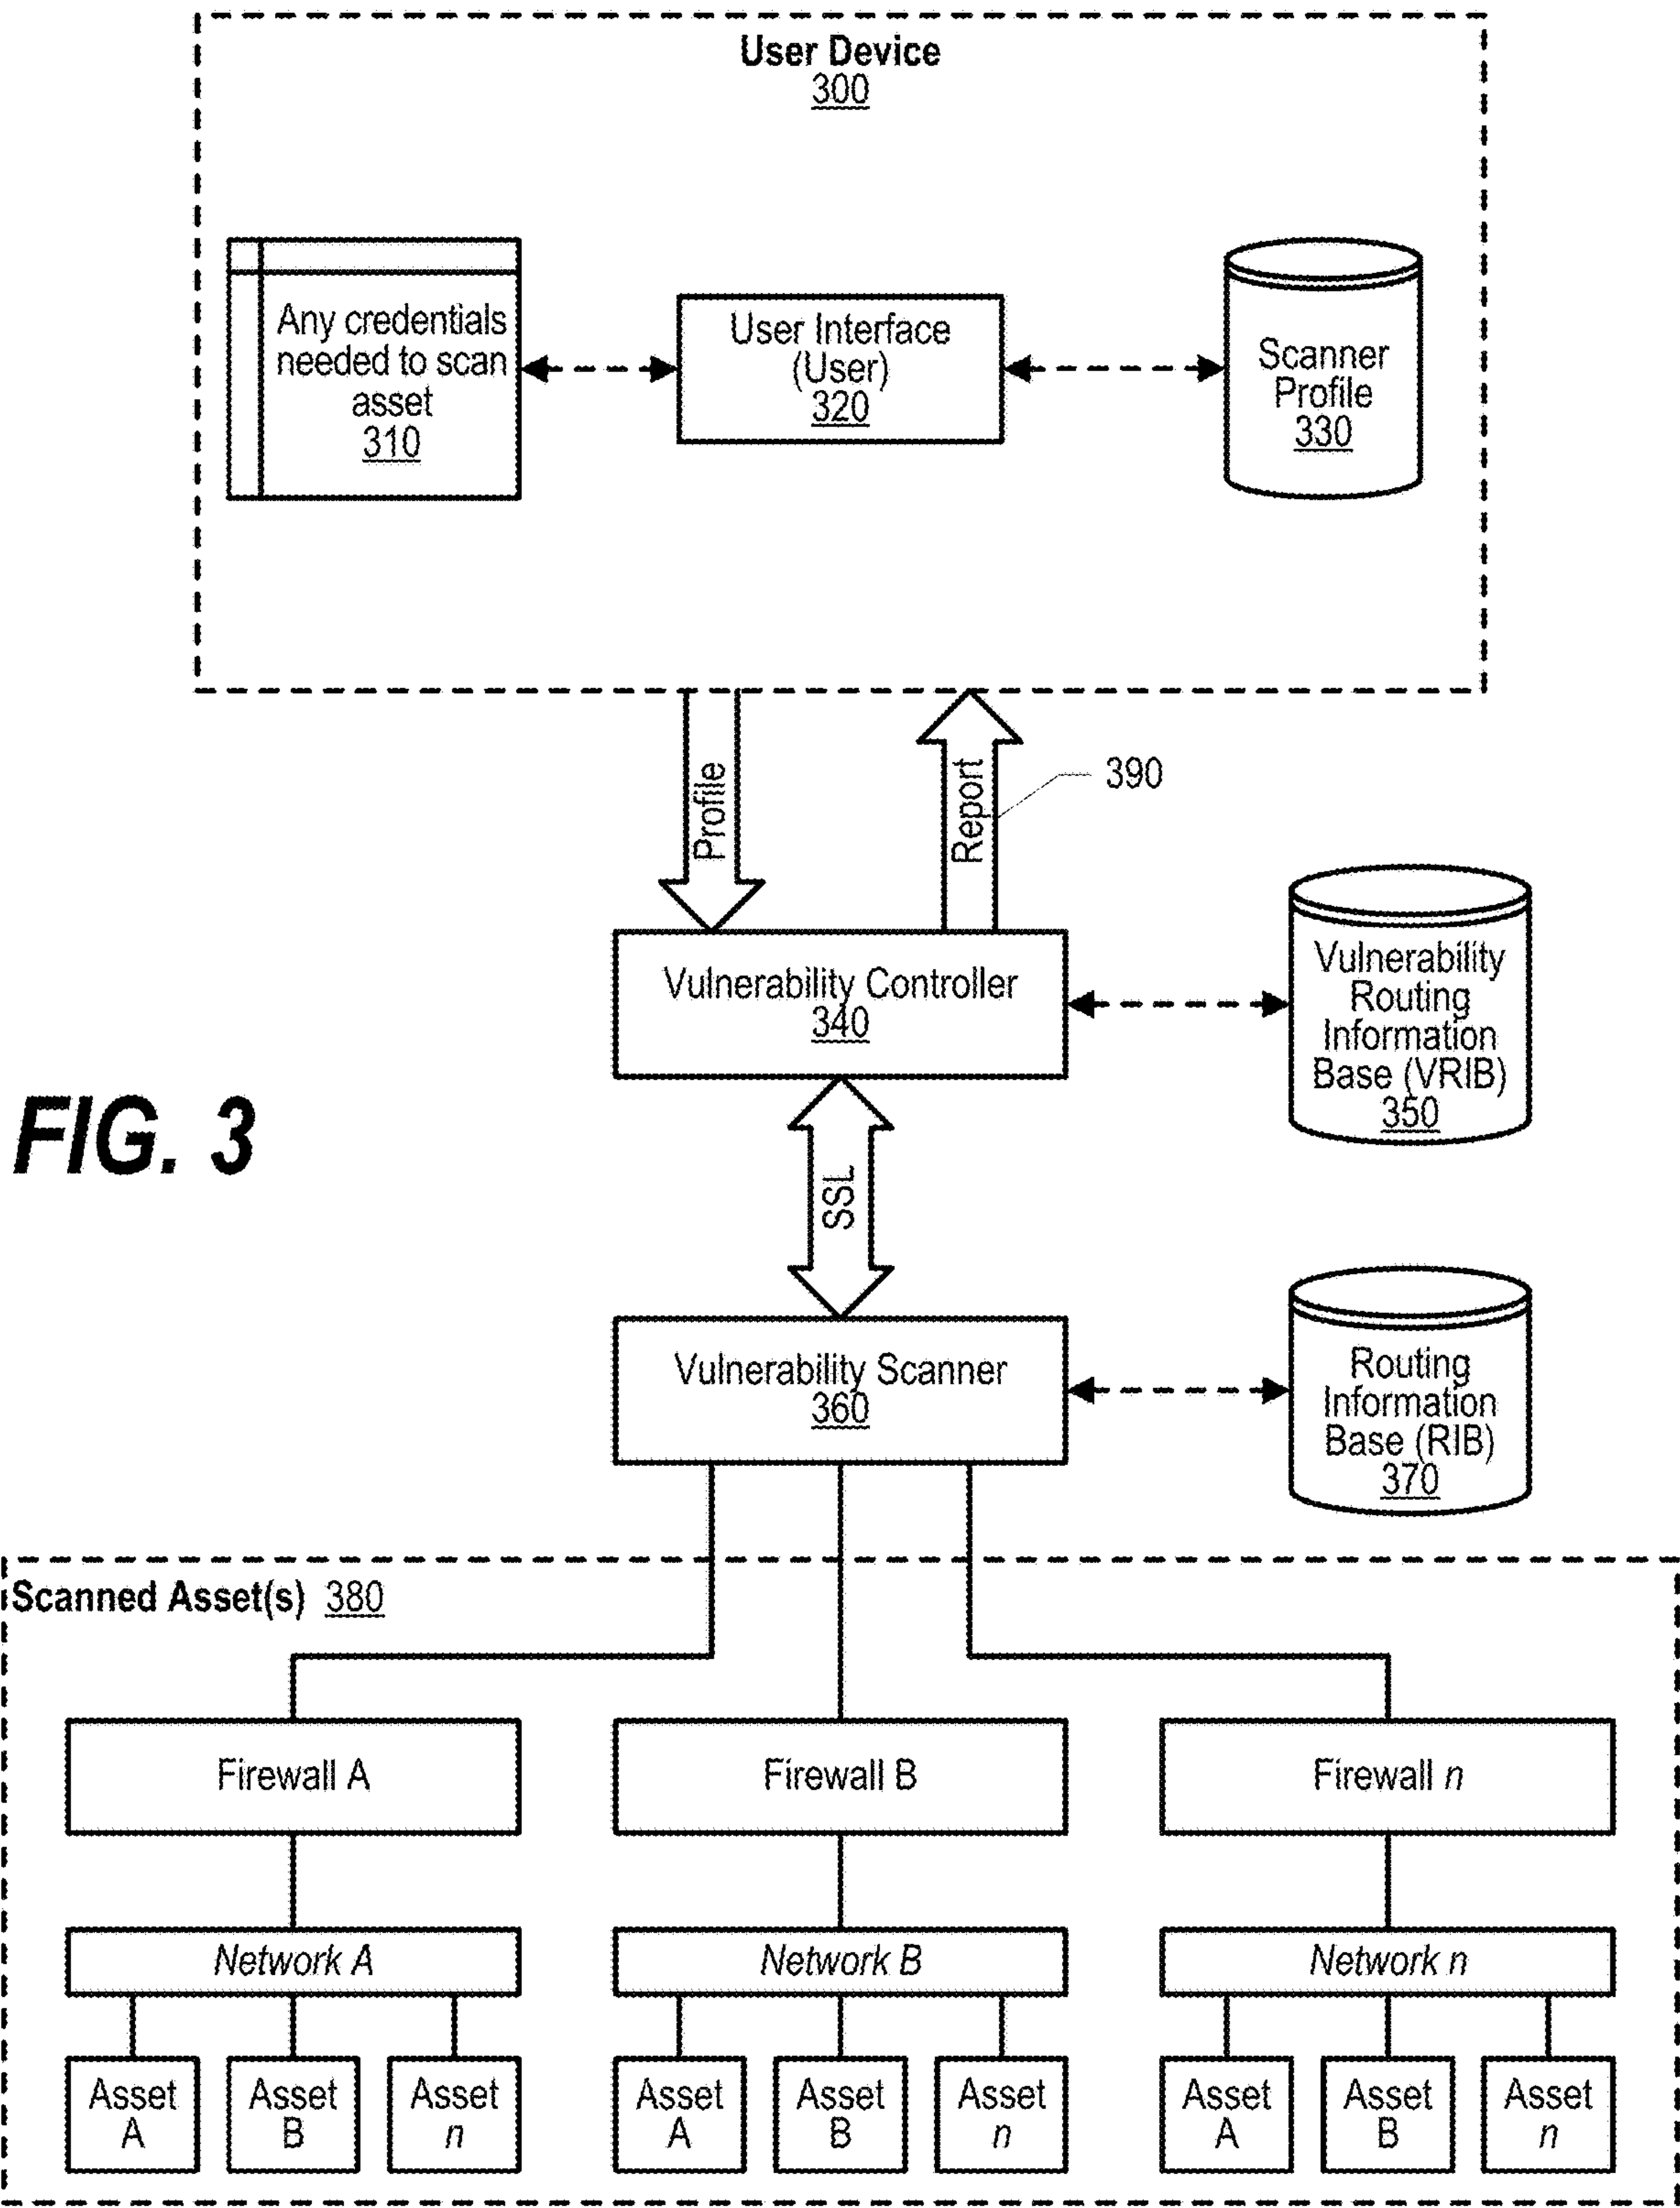 User Device
300
Any credentials
needed to scan
asset
310
User Interface
(User)
320
Scanner
Profile
330
Profile
Report
390
Vulnerability Controller
340
Vulnerability
Routing
Information
Base (VRIB)
350
FIG. 3
SSL
Vulnerability Scanner
360
Routing
Information
Base (RIB)
370
Scanned Asset(s) 380
Firewall A
Firewall B
Firewall n
Network A
Network B
Network n
Asset
A
Asset
B
Asset
n
Asset
A
Asset
B
Asset
n
Asset
A
Asset
B
Asset
n